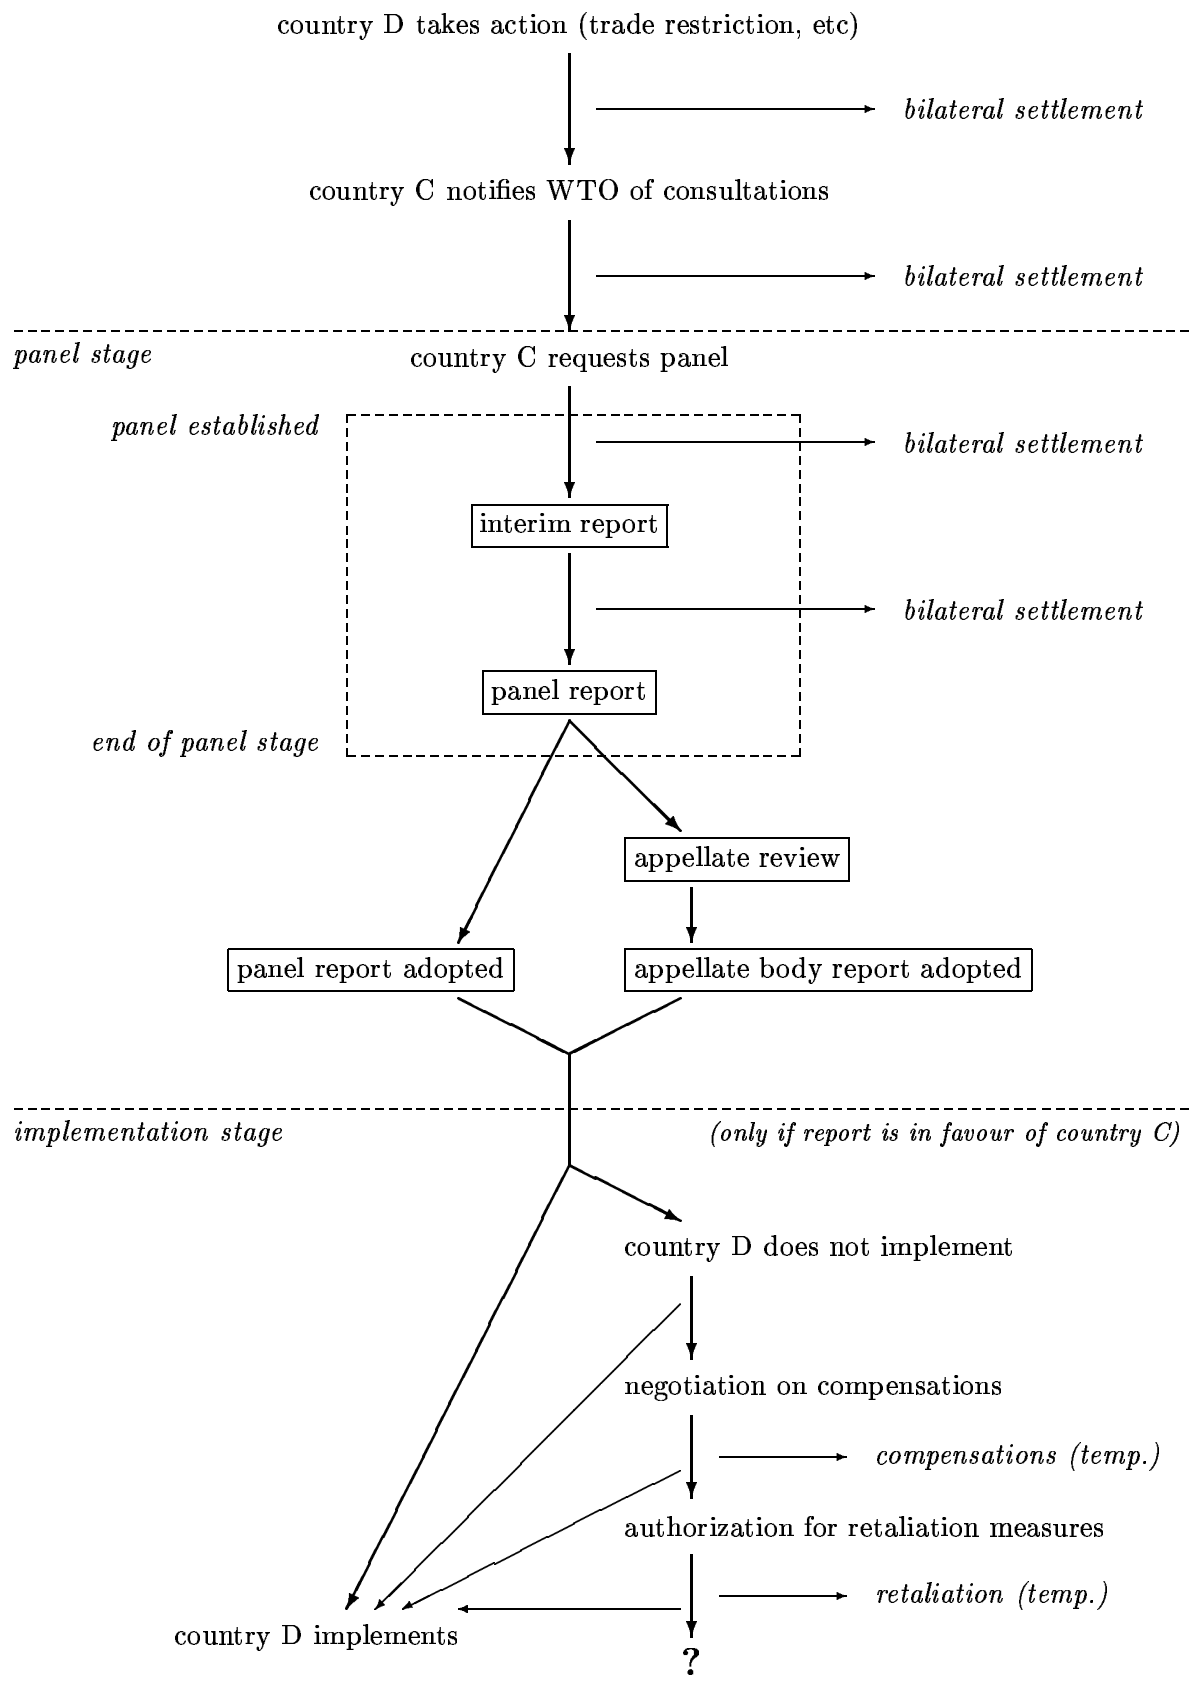 country D takes action (trade restriction, etc)
bilateral settlement
country C notifies WTO of consultations
bilateral settlement
panel stage
country C requests panel
panel established
bilateral settlement
interim report
bilateral settlement
panel report
end of panel stage
appellate review
panel report adopted
appellate body report adopted
implementation stage
(only if report is in favour of country C)
country D does not implement
negotiation on compensations
compensations (temp.)
authorization for retaliation measures
retaliation (temp.)
country D implements
?